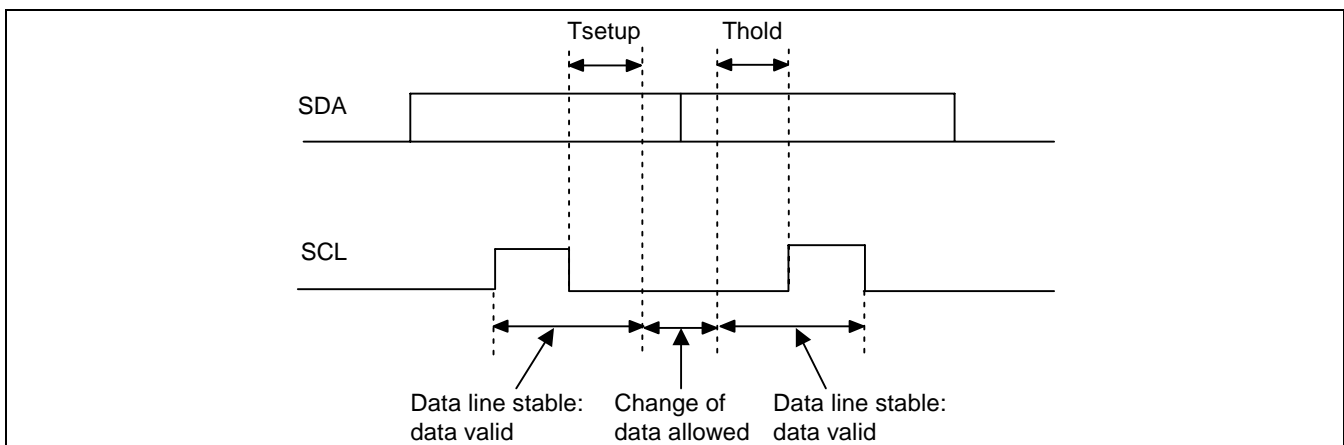 Tsetup Thold
SDA
SCL
Data line stable:
data valid
Change of
data allowed
Data line stable:
data valid